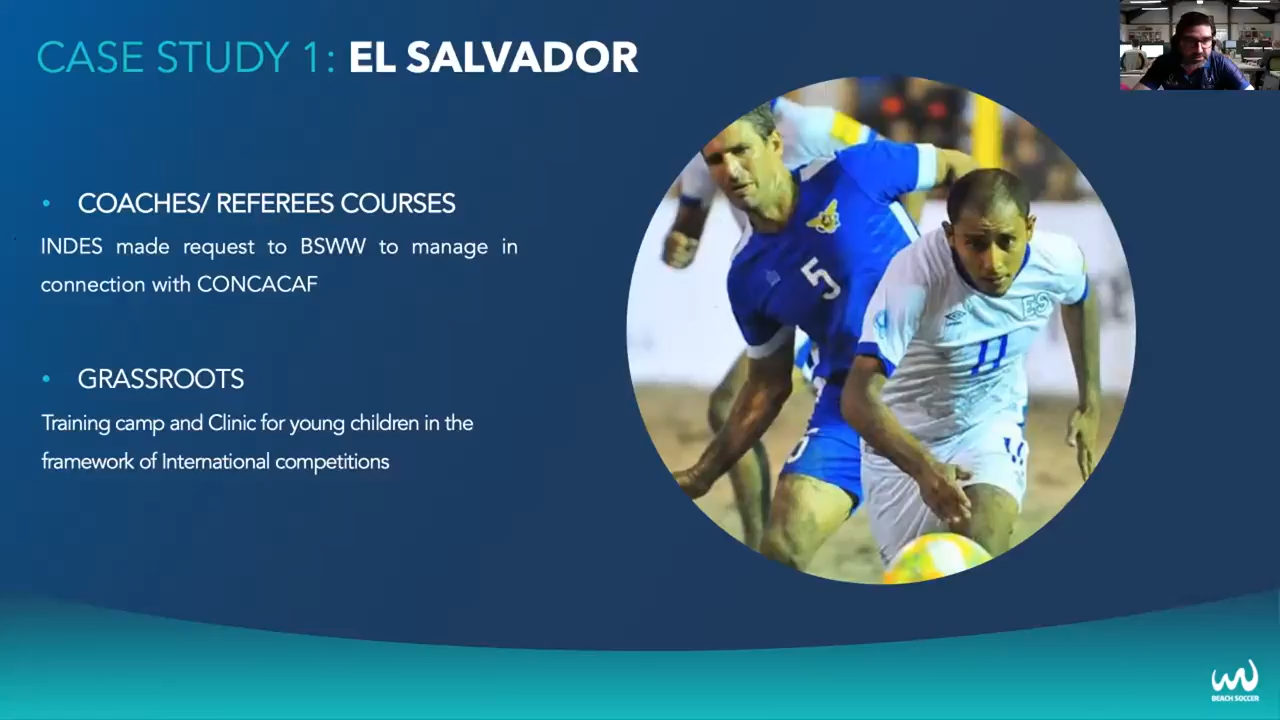 CASE STUDY 1: EL SALVADOR
• COACHES/ REFEREES COURSES
INDES made request to BSWW to manage in
connection with CONCACAF
• GRASSROOTS
Training camp and Clinic for young children in the
framework of International competitions
5
ES
11
BEACH SOCCER